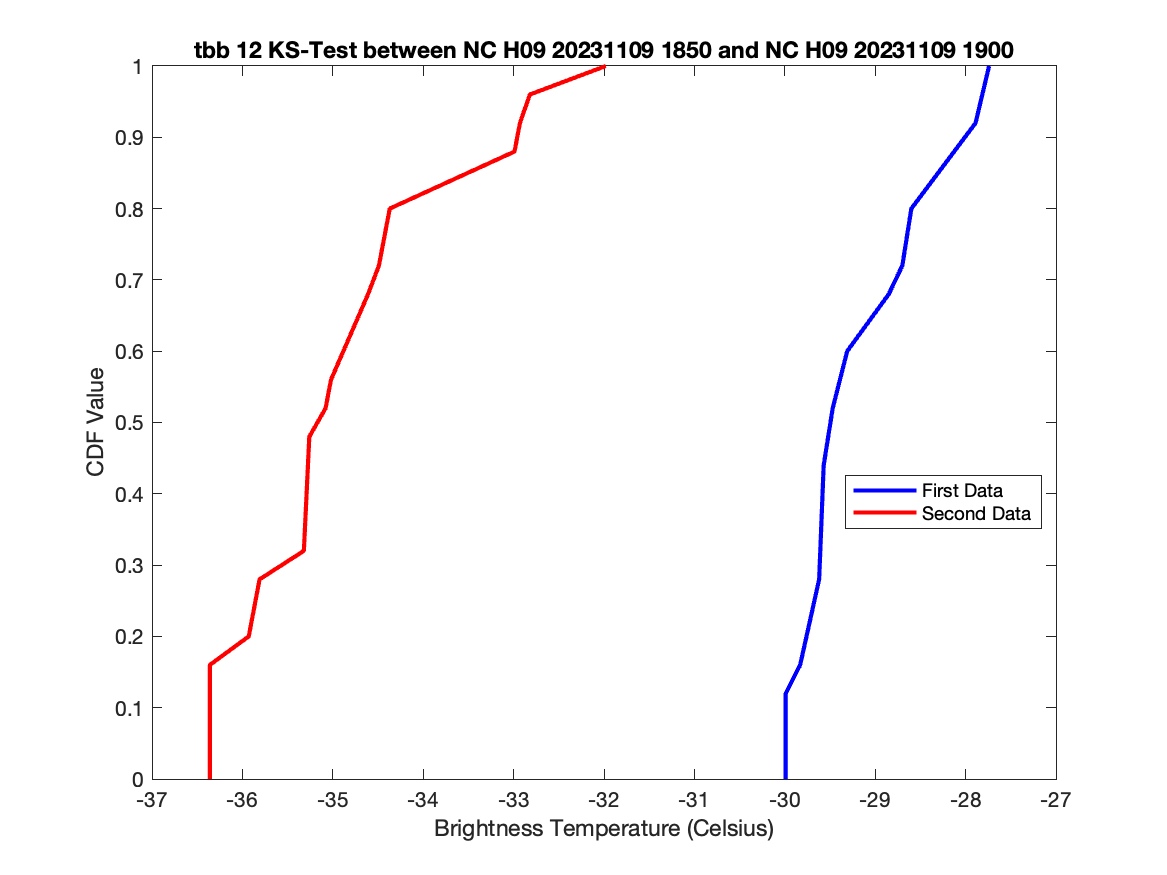 tbb 12 KS-Test between NC H09 20231109 1850 and NC H09 20231109 1900
1
0.9
0.8
0.7
0.6
0.5
0.4
0.3
0.2
0.1
0
CDF Value
First Data
Second Data
-37 -36 -35 -34 -33 -32 -31 -30 -29 -28 -27
Brightness Temperature (Celsius)